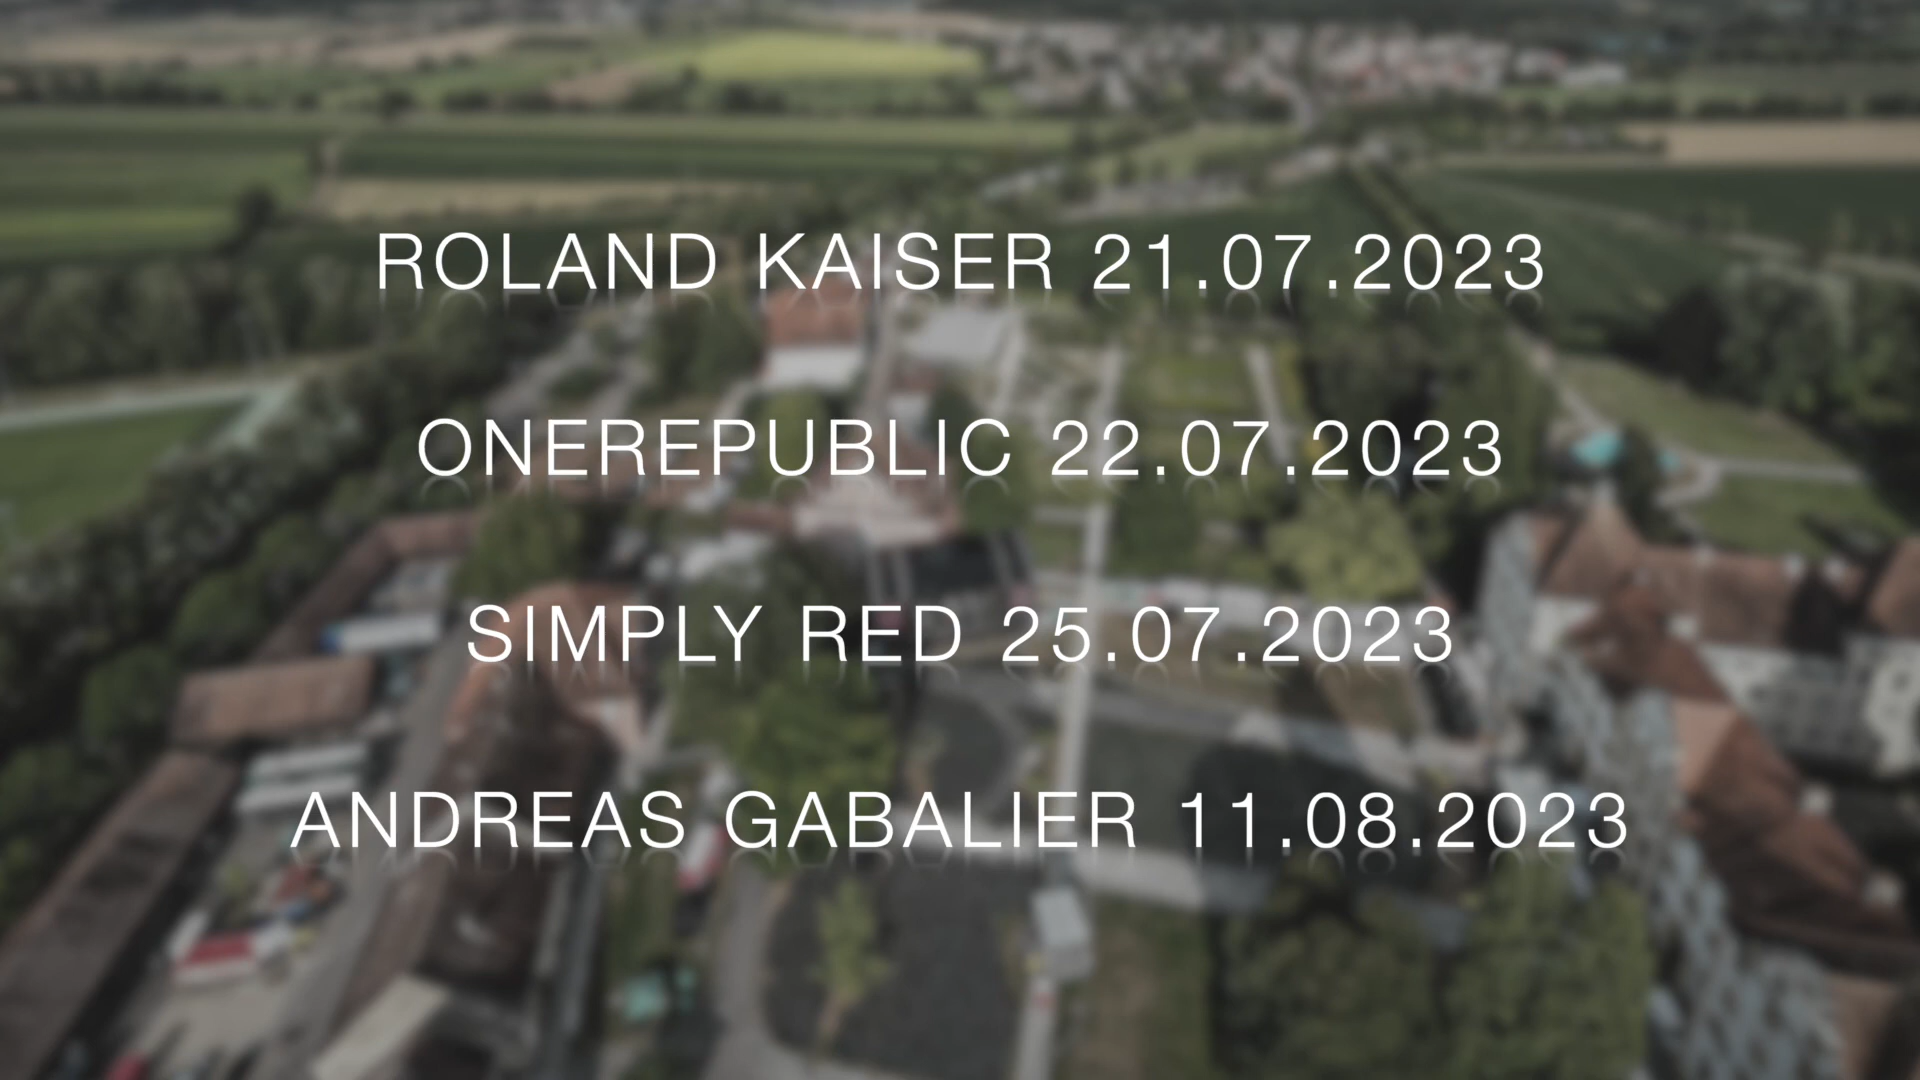 ROLAND KAISER 21.07.2023
ONEREPUBLIC 22.07.2023
SIMPLY RED 25.07.2023
ANDREAS GABALIER 11.08.2023